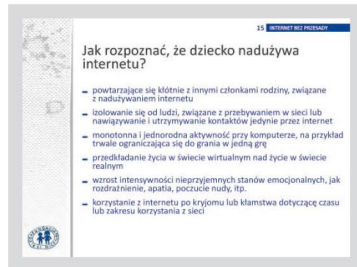 15 INTERNET BEZ PRZESADY
Jak rozpoznać, że dziecko nadużywa
internetu?
powtarzające się kłótnie z innymi członkami rodziny, związane
z nadużywaniem internetu
izolowanie się od ludzi, związane z przebywaniem w sieci lub
nawiązywanie i utrzymywanie kontaktów jedynie przez internet
monotonna i jednorodna aktywność przy komputerze, na przykład
trwale ograniczająca się do grania w jedną grę
przedkładanie życia w świecie wirtualnym nad życie w świecie
realnym
wzrost intensywności nieprzyjemnych stanów emocjonalnych, jak
rozdrażnienie, apatia, poczucie nudy, itp.
korzystanie z internetu po kryjomu lub kłamstwa dotyczącę czasu
lub zakresu korzystania z sieci